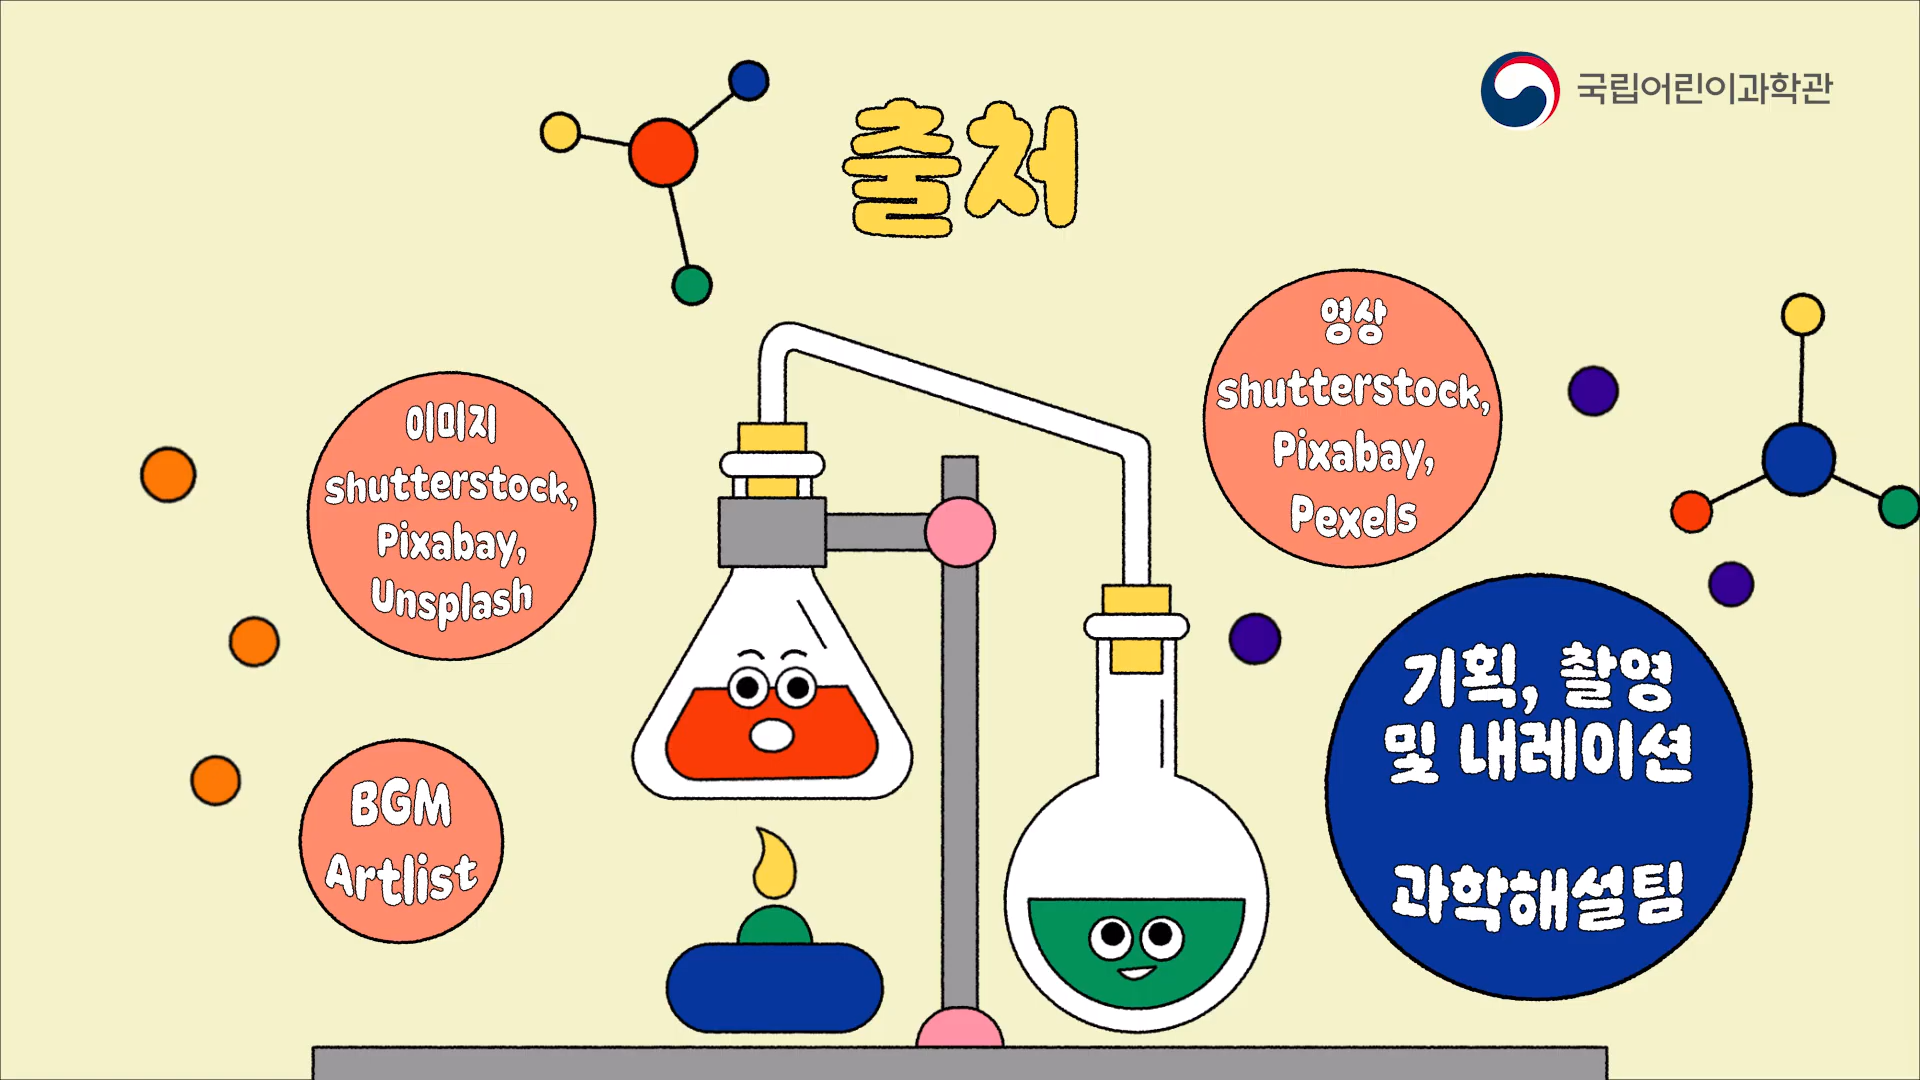 국립어린이과학관
출처
이미지
shutterstock,
Pixabay,
Unsplash
영상
shutterstock,
Pixabay,
Pexels
BGM
Artlist
기획, 촬영
및 내레이션
과학해설팀